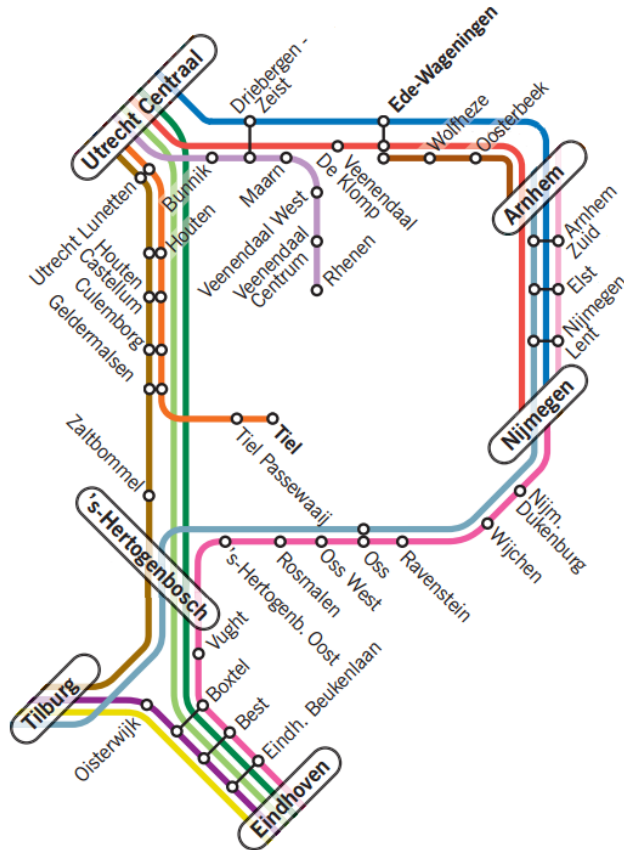 Utrecht Centraal
Driebergen -
Zeist
Ede-Wageningen
Wolfheze
Oosterbeek
Arnhem
Bunnik
Maarn
Veenendaal
De Klomp
Utrecht Lunetten
Houten
Veenendaal West
Veenendaal
Centrum
Rhenen
Arnhem
Zuid
Houten
Castellum
Culemborg
Geldermalsen
Elst
Nijmegen
Lent
Zaltbommel
Tiel Passewaaij
Tiel
Nijmegen
's-Hertogenbosch
Nijm.
Dukenburg
Wijchen
Ravenstein
Oss
Oss West
Rosmalen
's-Hertogenb. Oost
Vught
Boxtel
Best
Eindh. Beukenlaan
Tilburg
Oisterwijk
Eindhoven